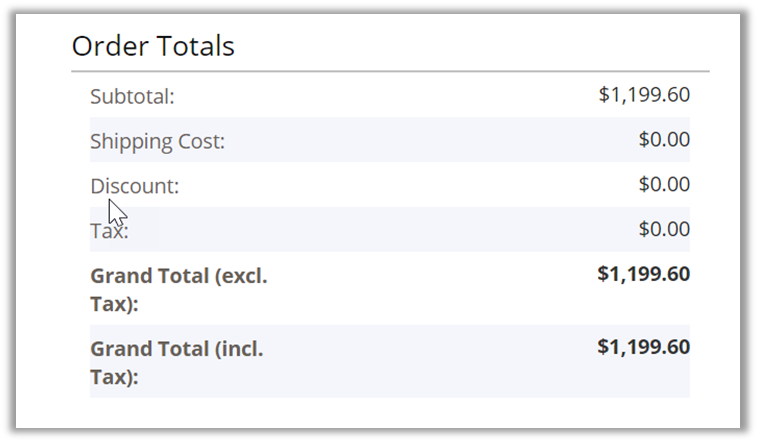 Order Totals
Subtotal: $1,199.60
Shipping Cost: $0.00
Discount: $0.00
Tax: $0.00
Grand Total (excl. $1,199.60
Tax):
Grand Total (incl. $1,199.60
Tax):